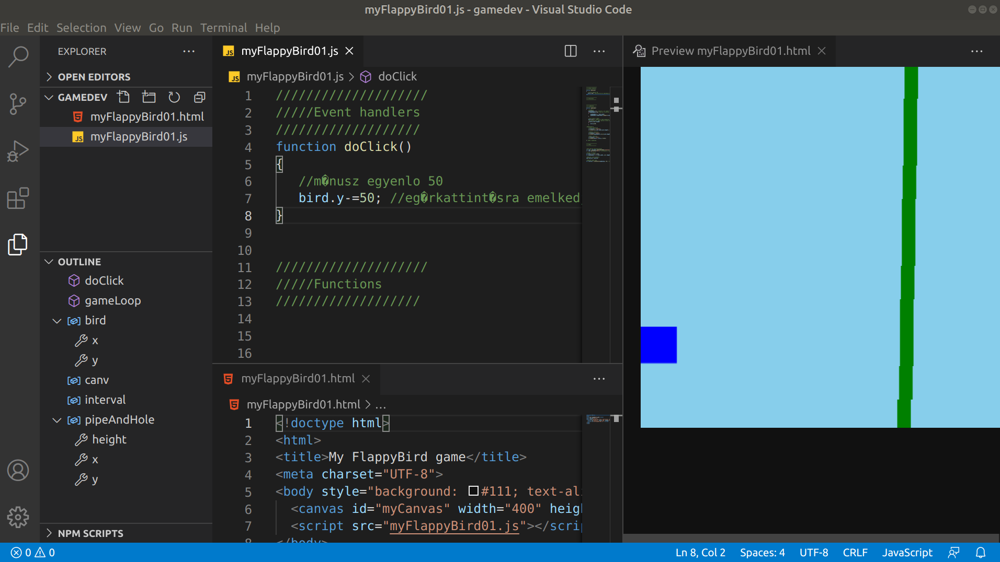 myFlappyBird01.js - gamedev - Visual Studio Code
File Edit Selection View Go Run Terminal Help
EXPLORER
OPEN EDITORS
GAMEDEV
myFlappyBird01.html
myFlappyBird01.js
OUTLINE
doClick
gameLoop
bird
x
y
canv
interval
pipeAndHole
height
x
y
NPM SCRIPTS
myFlappyBird01.js
myFlappyBird01.js > doClick
1 ////////////////////
2 /////Event handlers
3 ///////////////////
4 function doClick()
5 {
6 //m�nusz egyenlo 50
7 bird.y-=50; //eg�rkattint�sra emelked
8 }
9
10
11 ////////////////////
12 /////Functions
13 ///////////////////
14
15
16
myFlappyBird01.html
myFlappyBird01.html > ...
1 <!doctype html>
2 <html>
3 <title>My FlappyBird game</title>
4 <meta charset="UTF-8">
5 <body style="background: #111; text-ali
6 <canvas id="myCanvas" width="400" heigh
7 <script src="myFlappyBird01.js"></scrip
8 </body>
Preview myFlappyBird01.html
0 0
Ln 8, Col 2 Spaces: 4 UTF-8 CRLF JavaScript